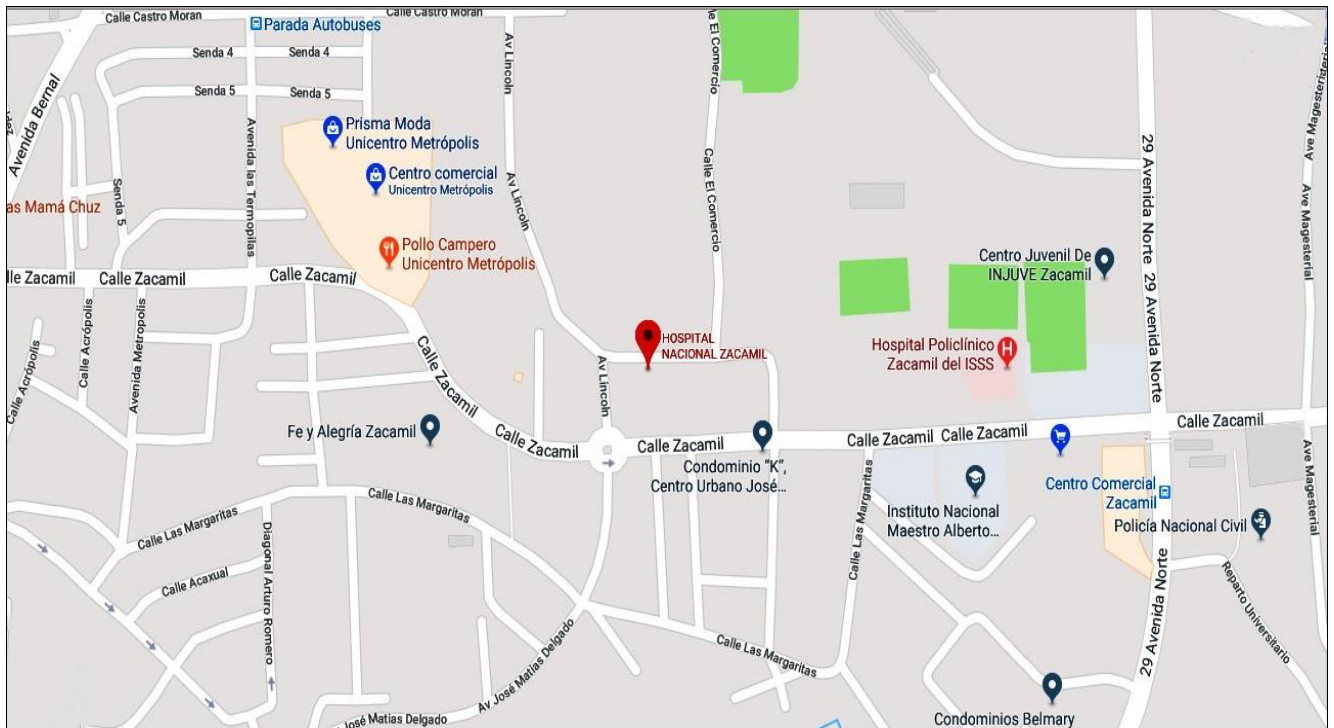 Calle Castro Moran
Calle Castro Moran
Parada Autobuses
Senda 4
Senda 4
Senda 5
Senda 5
Avenida Bernal
Avenida las Termopilas
Senda 5
Prisma Moda
Unicentro Metrópolis
Centro comercial
Unicentro Metrópolis
Pollo Campero
Unicentro Metrópolis
as Mamá Chuz
Av Lincoln
Av Lincoln
Av Lincoln
Calle El Comercio
Calle El Comercio
29 Avenida Norte
29 Avenida Norte
Ave Magesterial
Ave Magesterial
Ave Magesterial
Centro Juvenil De
INJUVE Zacamil
lle Zacamil
Calle Zacamil
Calle Zacamil
Calle Acrópolis
Calle Acrópolis
Avenida Metropolis
Calle Zacamil
Calle Zacamil
HOSPITAL
NACIONAL ZACAMIL
Hospital Policlínico
Zacamil del ISSS
Fe y Alegría Zacamil
Calle Zacamil
Calle Zacamil
Calle Zacamil
Calle Zacamil
Condominio "K",
Centro Urbano José...
Instituto Nacional
Maestro Alberto...
Centro Comercial
Zacamil
Policía Nacional Civil
Calle Las Margaritas
Calle Las Margaritas
Calle Las Margaritas
Calle Las Margaritas
Calle Acaxual
Diagonal Arturo Romero
Av José Matias Delgado
José Matias Delgado
29 Avenida Norte
Reparto Universitario
Condominios Belmary